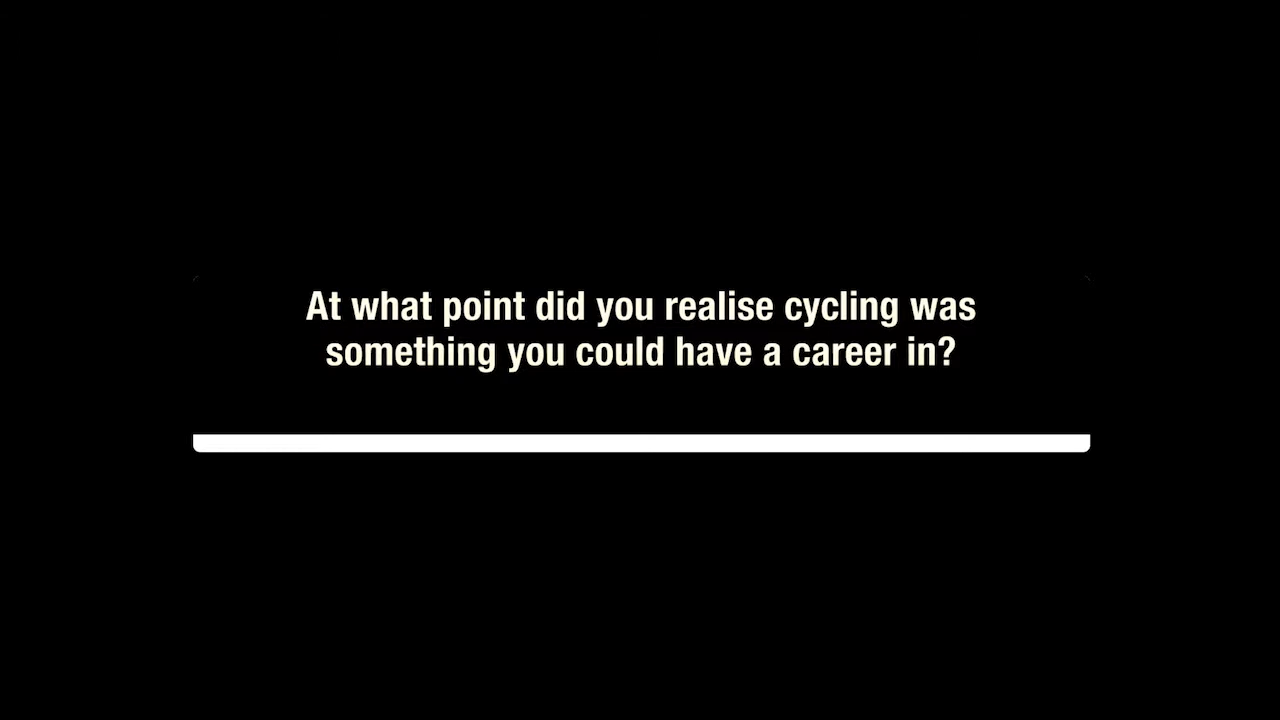 At what point did you realise cycling was
something you could have a career in?